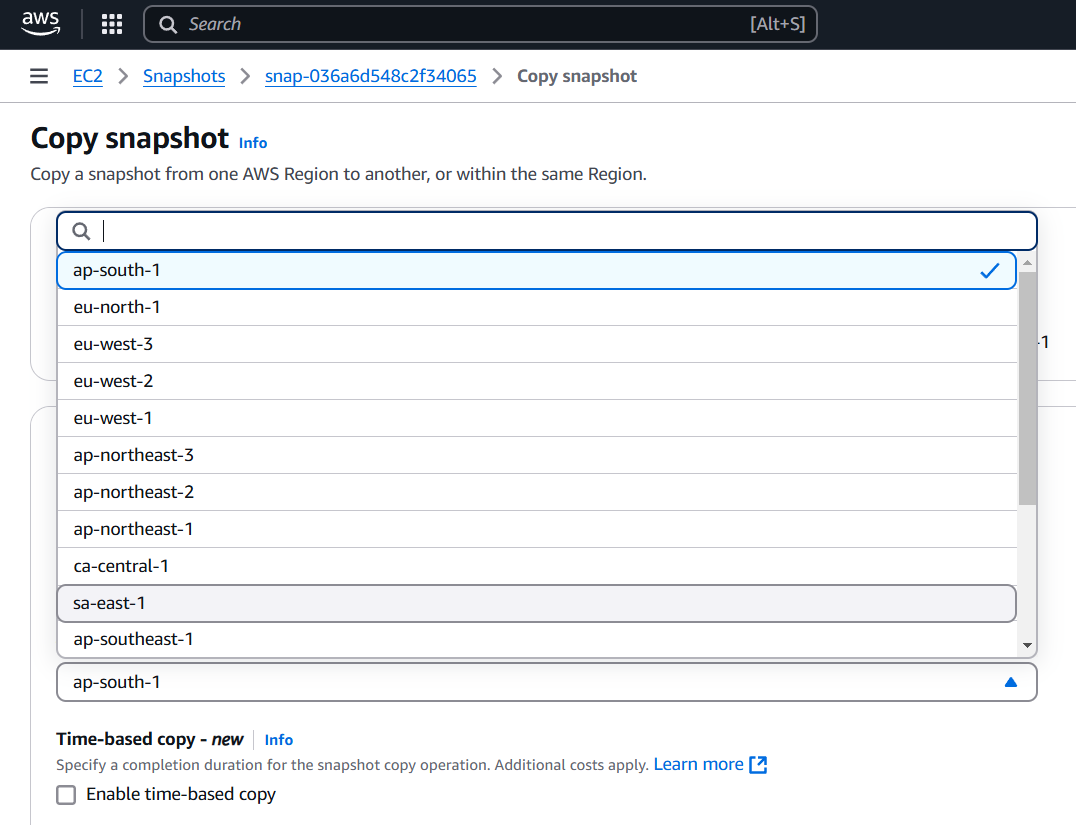 aws
Search [Alt+S]
EC2 > Snapshots > snap-036a6d548c2f34065 > Copy snapshot
Copy snapshot Info
Copy a snapshot from one AWS Region to another, or within the same Region.
ap-south-1
eu-north-1
-1
eu-west-3
eu-west-2
eu-west-1
ap-northeast-3
ap-northeast-2
ap-northeast-1
ca-central-1
sa-east-1
ap-southeast-1
ap-south-1
Time-based copy - new Info
Specify a completion duration for the snapshot copy operation. Additional costs apply. Learn more
Enable time-based copy